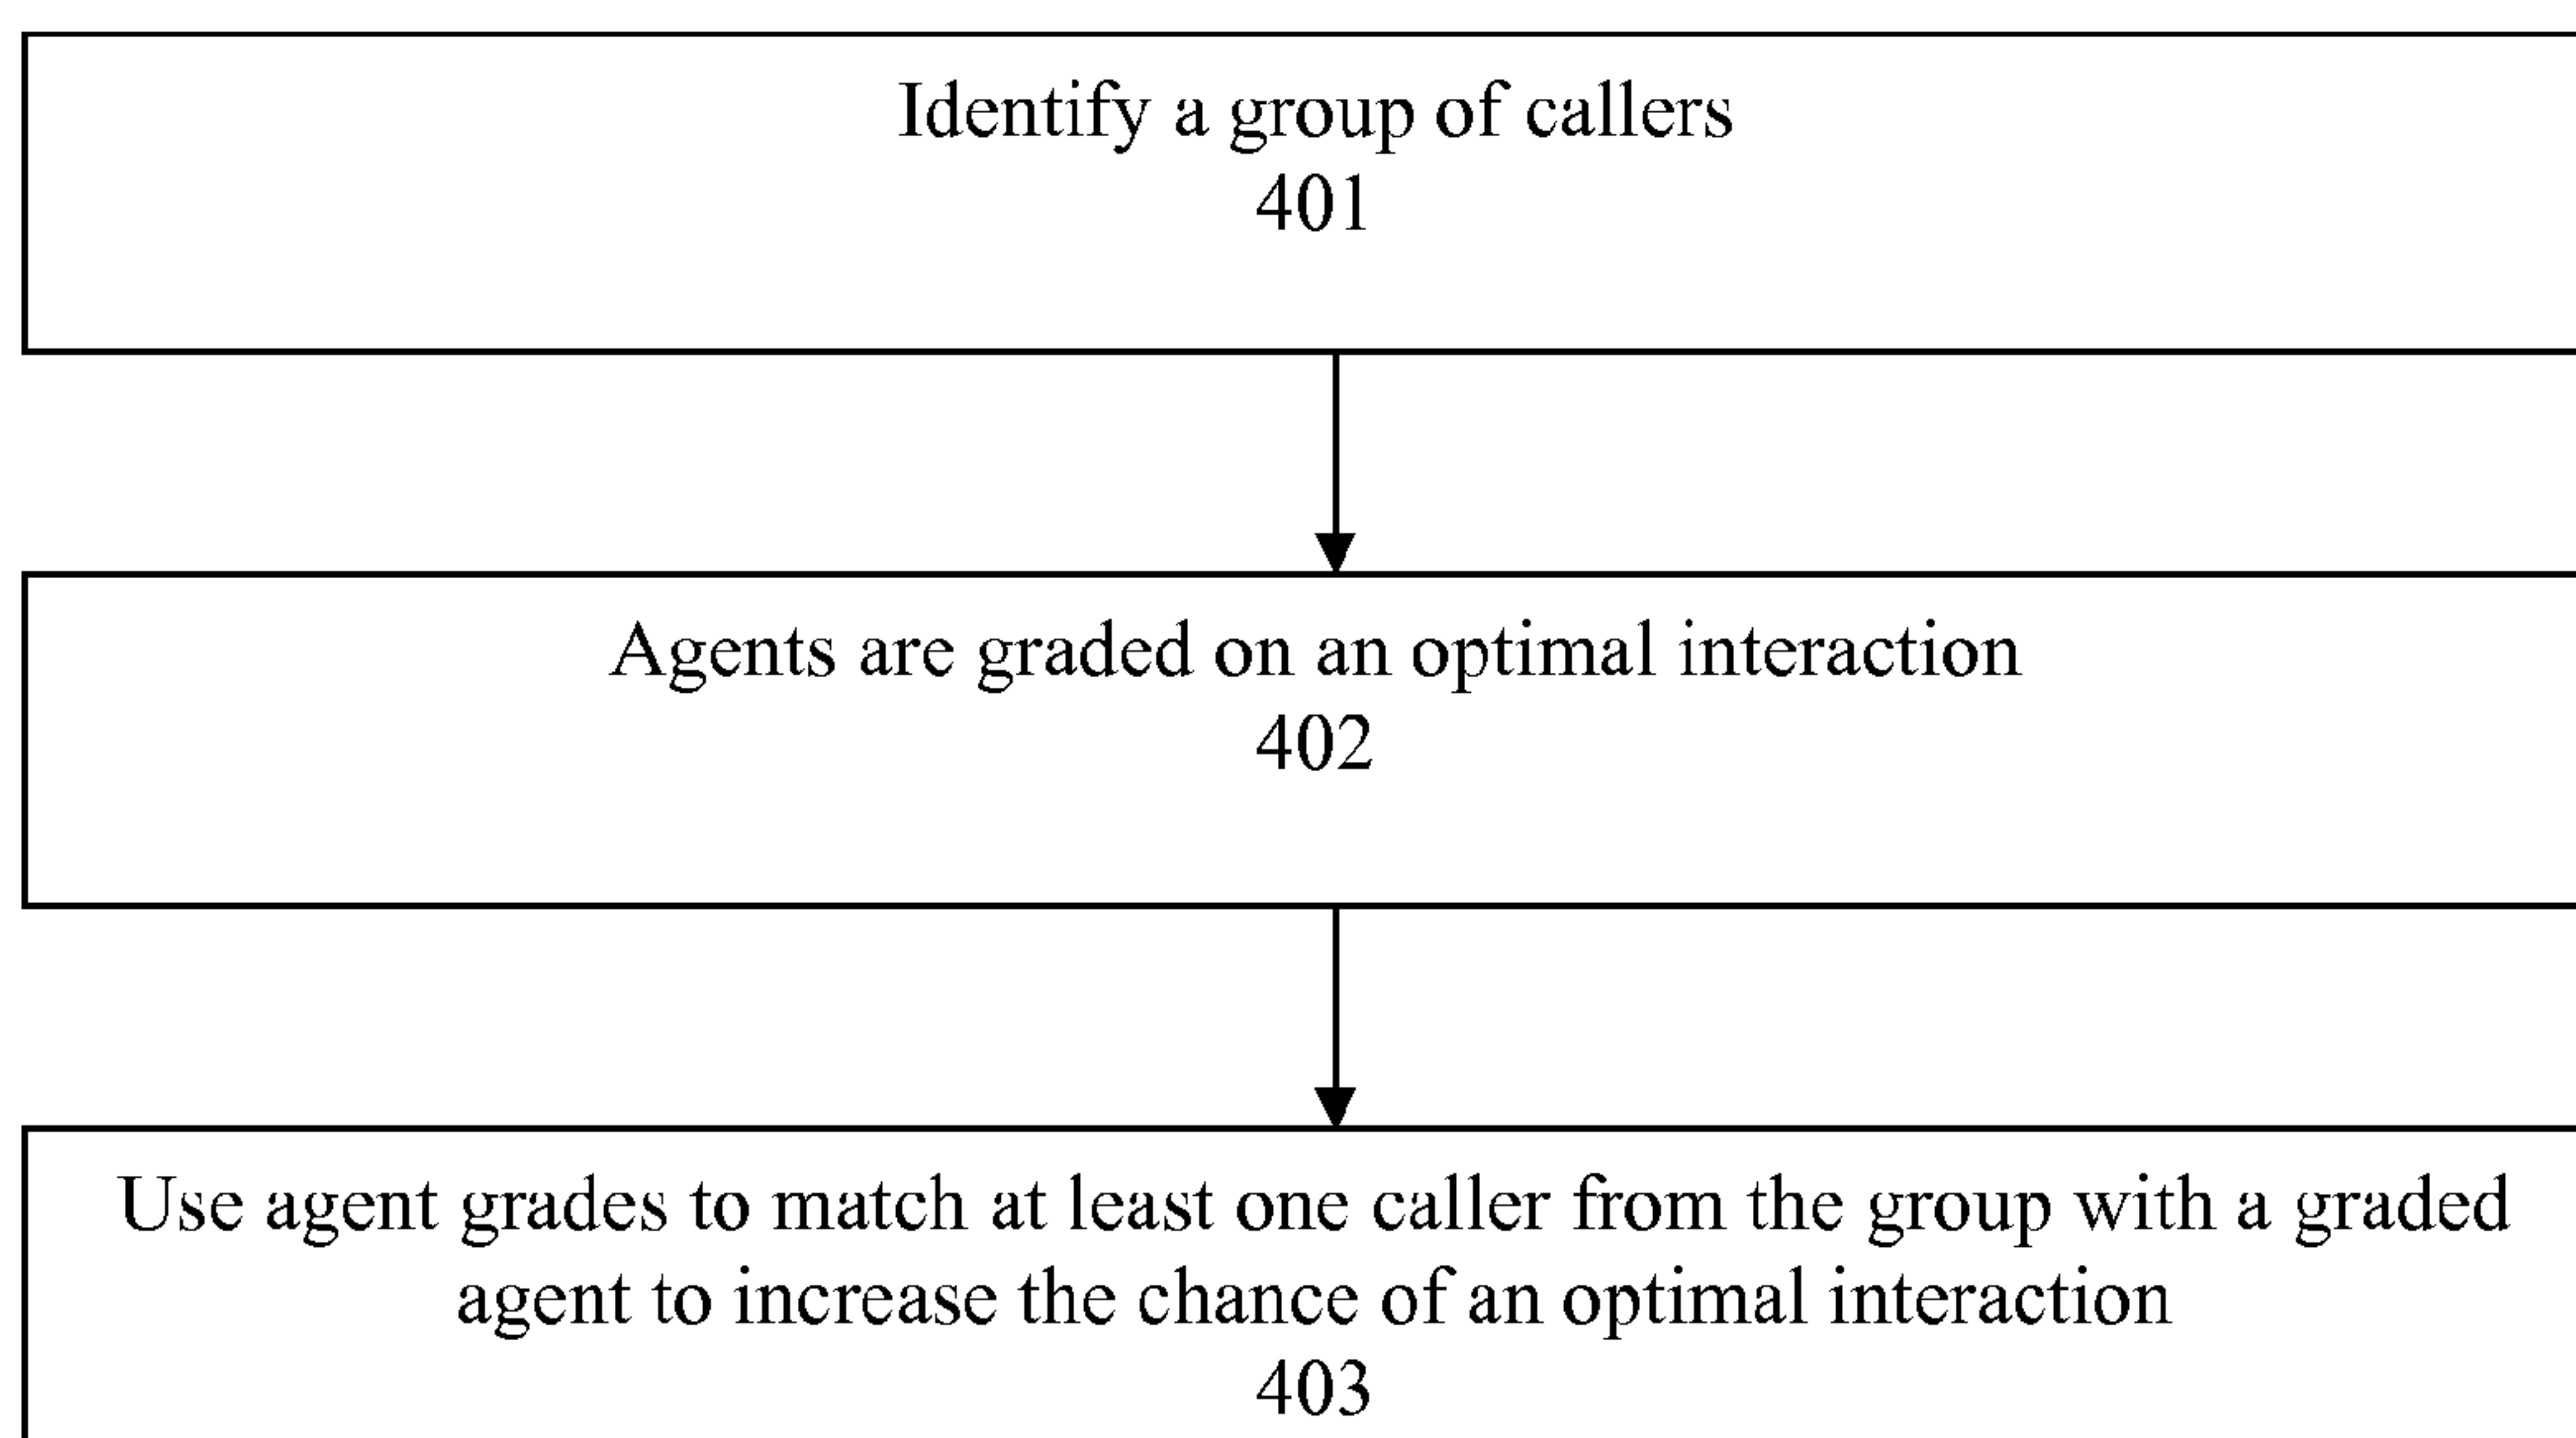 Identify a group of callers
401
Agents are graded on an optimal interaction
402
Use agent grades to match at least one caller from the group with a graded
agent to increase the chance of an optimal interaction
403